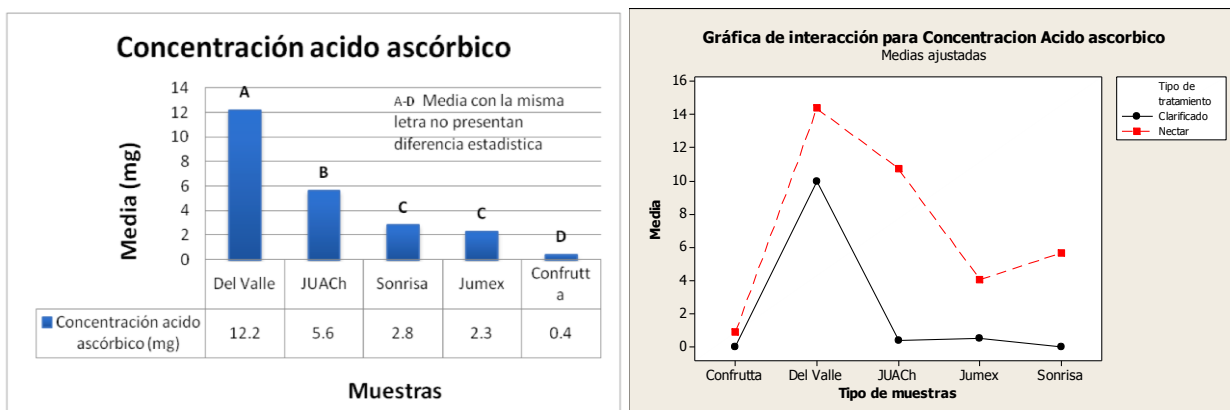 Concentración acido ascórbico
Media (mg)
14
12
10
8
6
4
2
0
A
B
C
C
D
A-D Media con la misma
letra no presentan
diferencia estadistica
Del Valle JUACh Sonrisa Jumex Confrutt
a
Concentración acido
ascórbico (mg)
12.2 5.6 2.8 2.3 0.4
Muestras
Gráfica de interacción para Concentracion Acido ascorbico
Medias ajustadas
Media
16
14
12
10
8
6
4
2
0
Confrutta Del Valle JUACh Jumex Sonrisa
Tipo de muestras
Tipo de
tratamiento
Clarificado
Nectar